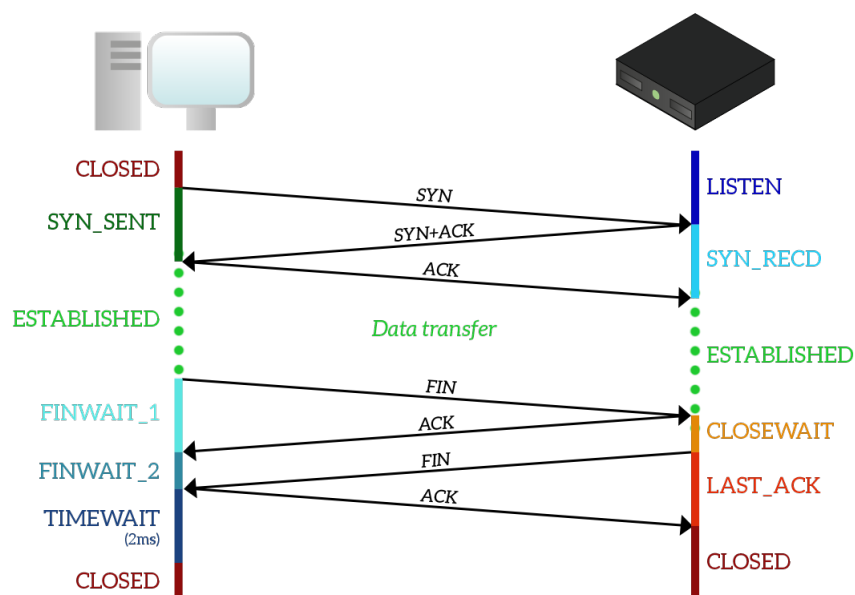 CLOSED
LISTEN
SYN
SYN_SENT
SYN+ACK
SYN_RECD
ACK
ESTABLISHED
Data transfer
ESTABLISHED
FIN
FINWAIT_1
ACK
CLOSEWAIT
FINWAIT_2
FIN
LAST_ACK
ACK
TIMEWAIT
(2ms)
CLOSED
CLOSED